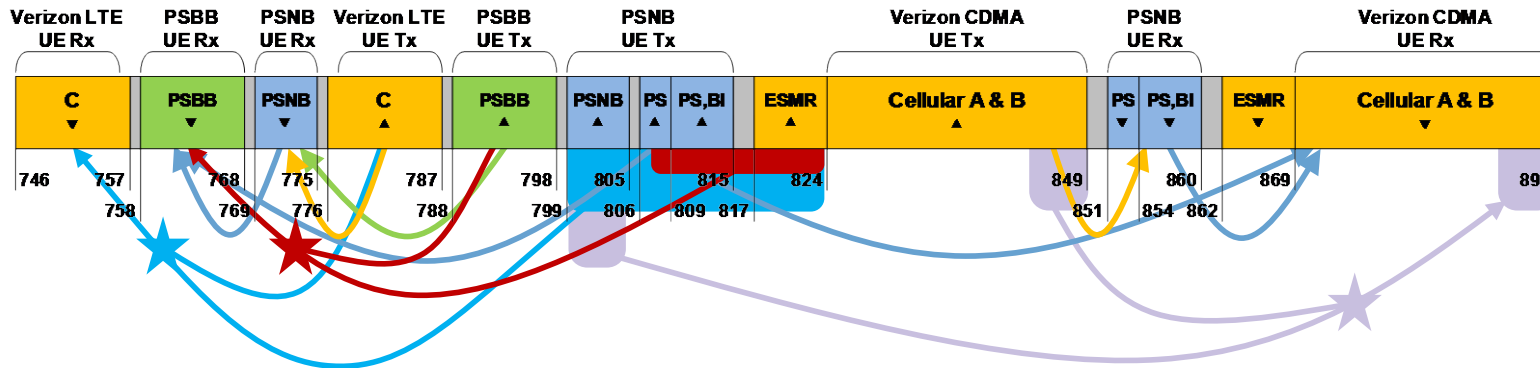 Verizon LTE
UE Rx
PSBB
UE Rx
PSNB
UE Rx
Verizon LTE
UE Tx
PSBB
UE Tx
PSNB
UE Tx
Verizon CDMA
UE Tx
PSNB
UE Rx
Verizon CDMA
UE Rx
C
PSBB
PSNB
C
PSBB
PSNB
PS
PS,BI
ESMR
Cellular A & B
PS
PS,BI
ESMR
Cellular A & B
746 757 768 775 787 798 805 815 824 849 860 869 89
758 769 776 788 799 806 809 817 851 854 862